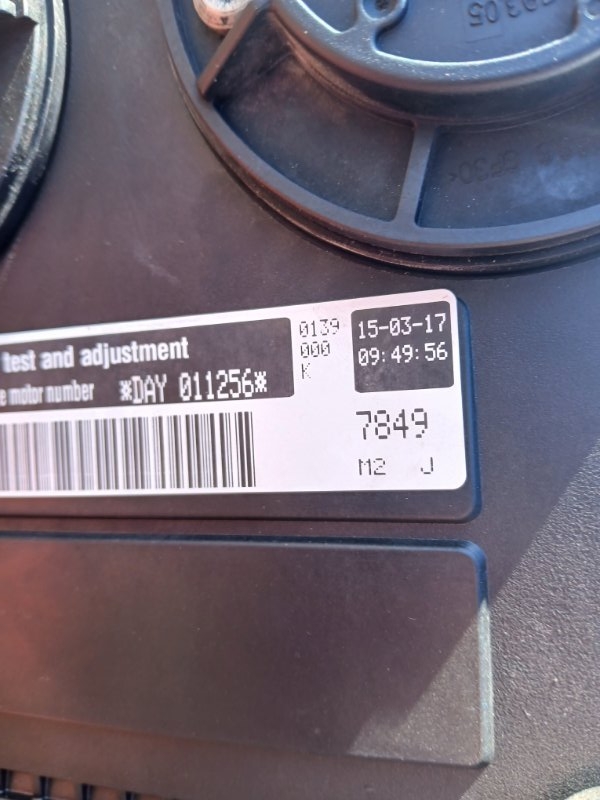 test and adjustment
e motor number *DAY 011256*
0139
000
K
15-03-17
09:49:56
7849
M2 J